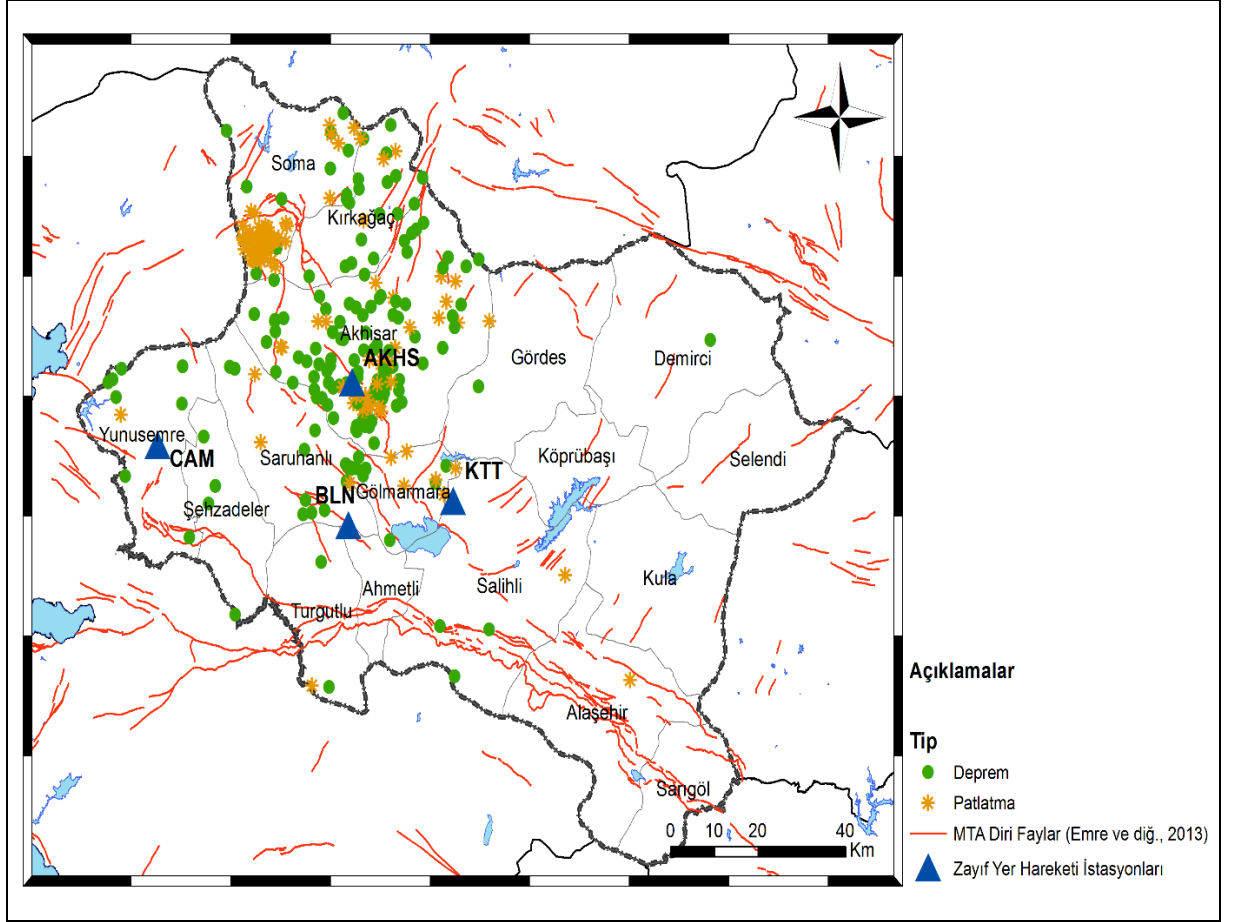 Soma
Kırkağaç
Akhisar
AKHS
Gördes
Demirci
Yunusemre
CAM
Saruhanlı
KTT
Köprübaşı
Selendi
BLN
Gölmarmara
Şehzadeler
Ahmetli
Salihli
Kula
Turgutlu
Alaşehir
Sarıgöl
0 10 20 40
Km
Açıklamalar
Tip
Deprem
Patlatma
MTA Diri Faylar (Emre ve diğ., 2013)
Zayıf Yer Hareketi İstasyonları